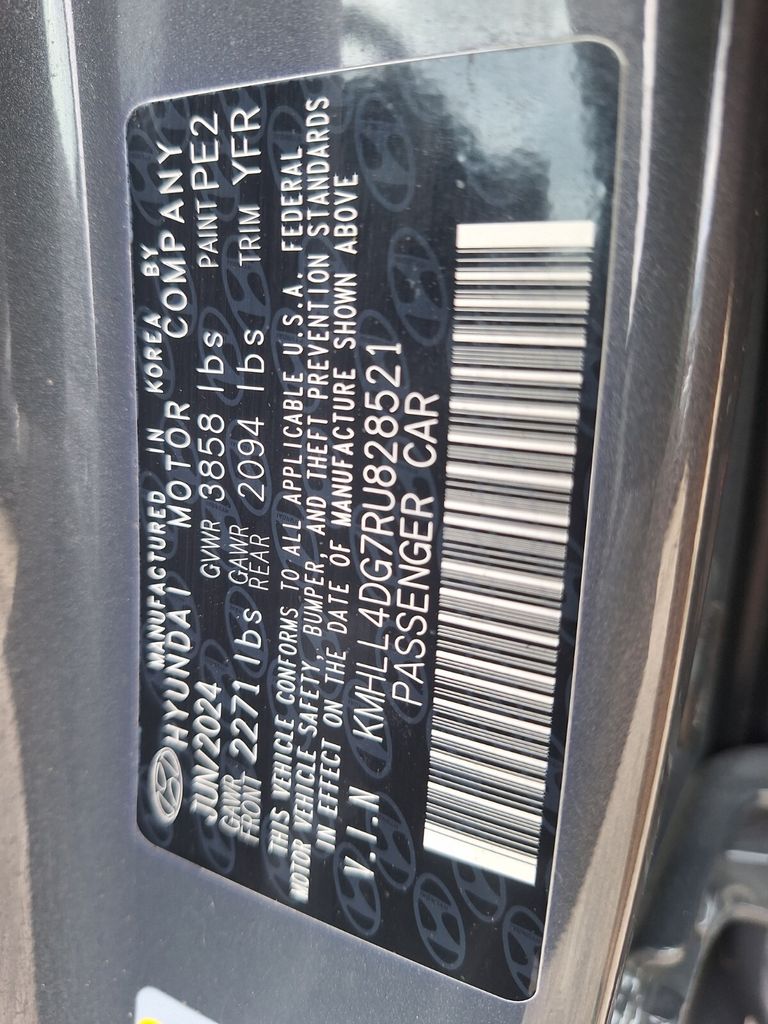 MANUFACTURED IN KOREA BY
HYUNDAI MOTOR COMPANY
JUN/2024 GVWR 3858 lbs PAINT PE2
GAWR FRONT 2271 lbs GAWR REAR 2094 lbs TRIM YFR
THIS VEHICLE CONFORMS TO ALL APPLICABLE U.S.A. FEDERAL
MOTOR VEHICLE SAFETY, BUMPER, AND THEFT PREVENTION STANDARDS
IN EFFECT ON THE DATE OF MANUFACTURE SHOWN ABOVE
V.I.N KMHLL4DG7RU828521
PASSENGER CAR